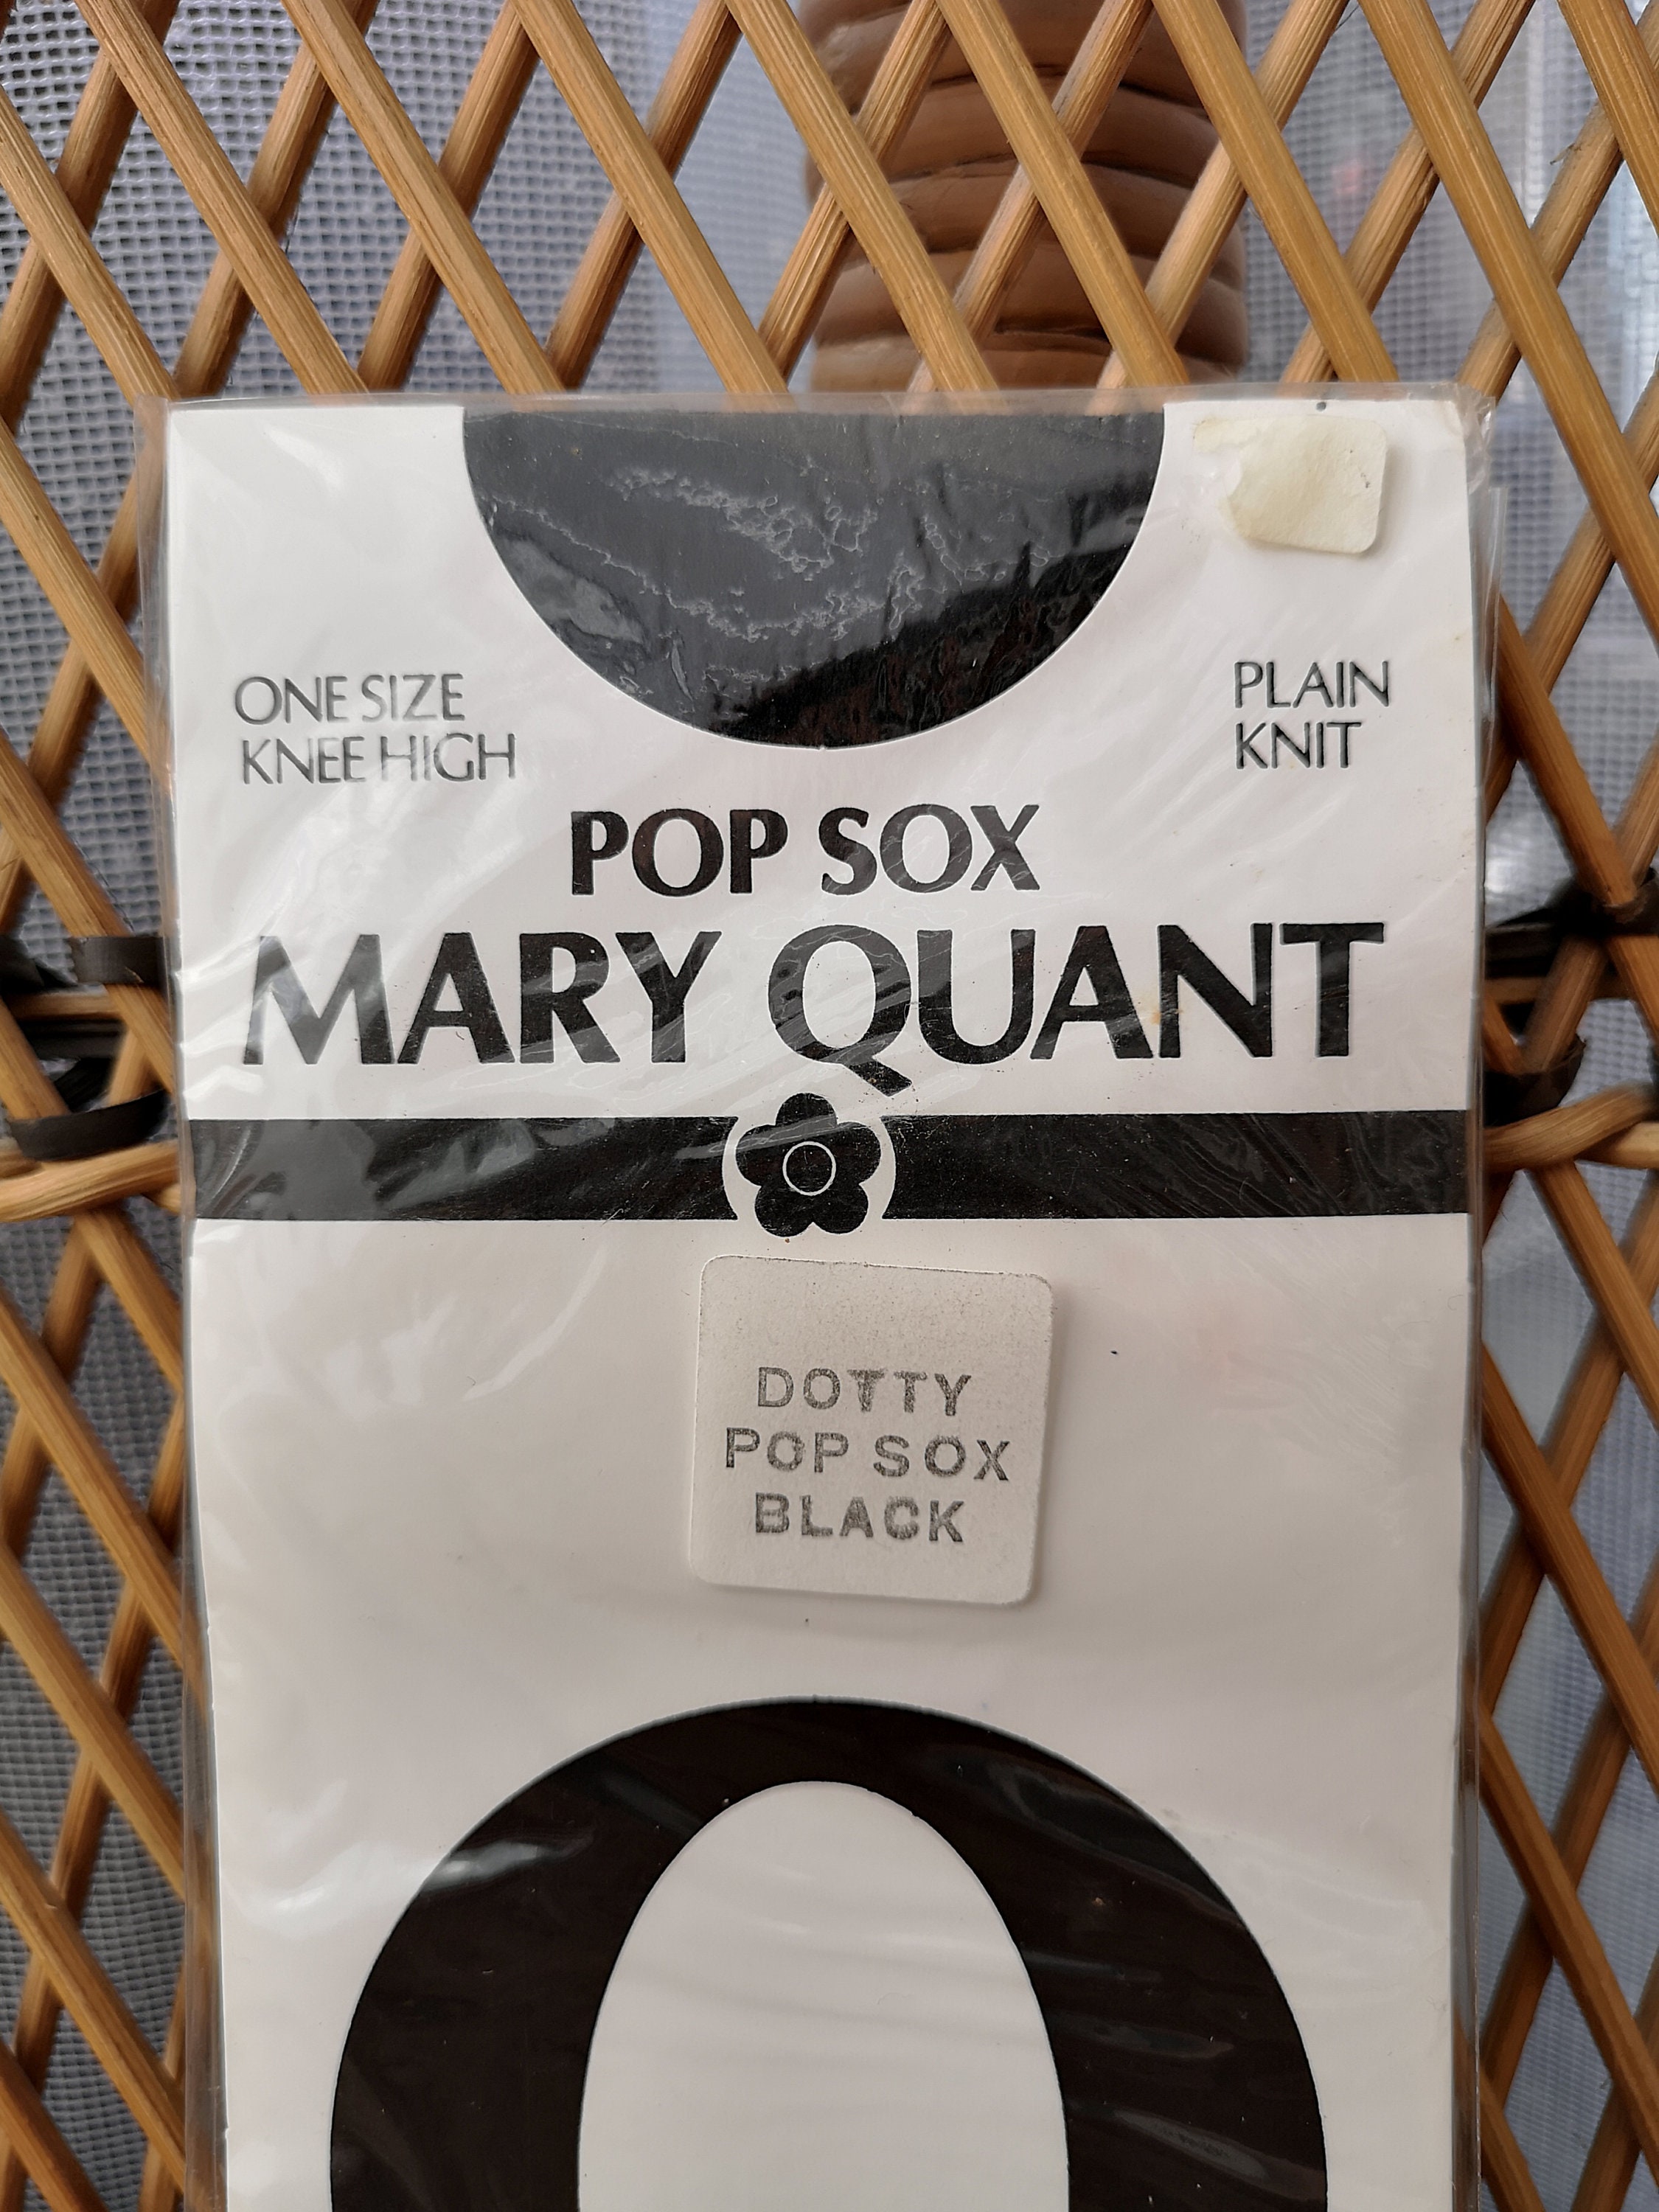 ONE SIZE
KNEE HIGH
PLAIN
KNIT
POP SOX
MARY QUANT
DOTTY
POP SOX
BLACK